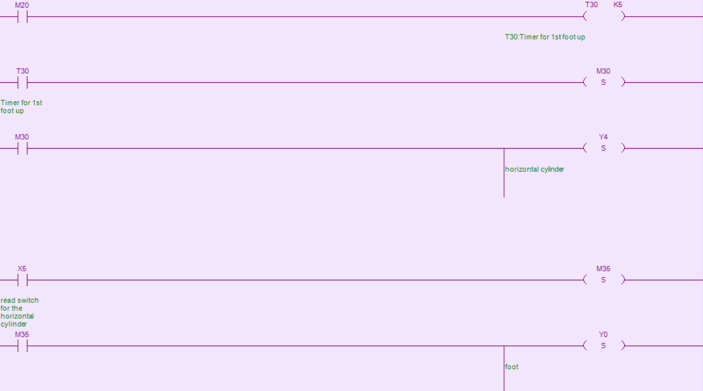 M20 T30 K5
T30:Timer for 1st foot up
T30 M30
S
Timer for 1st
foot up
M30 Y4
S
horizontal cylinder
X5 M35
S
read switch
for the
horizontal
cylinder
M35 Y0
S
foot